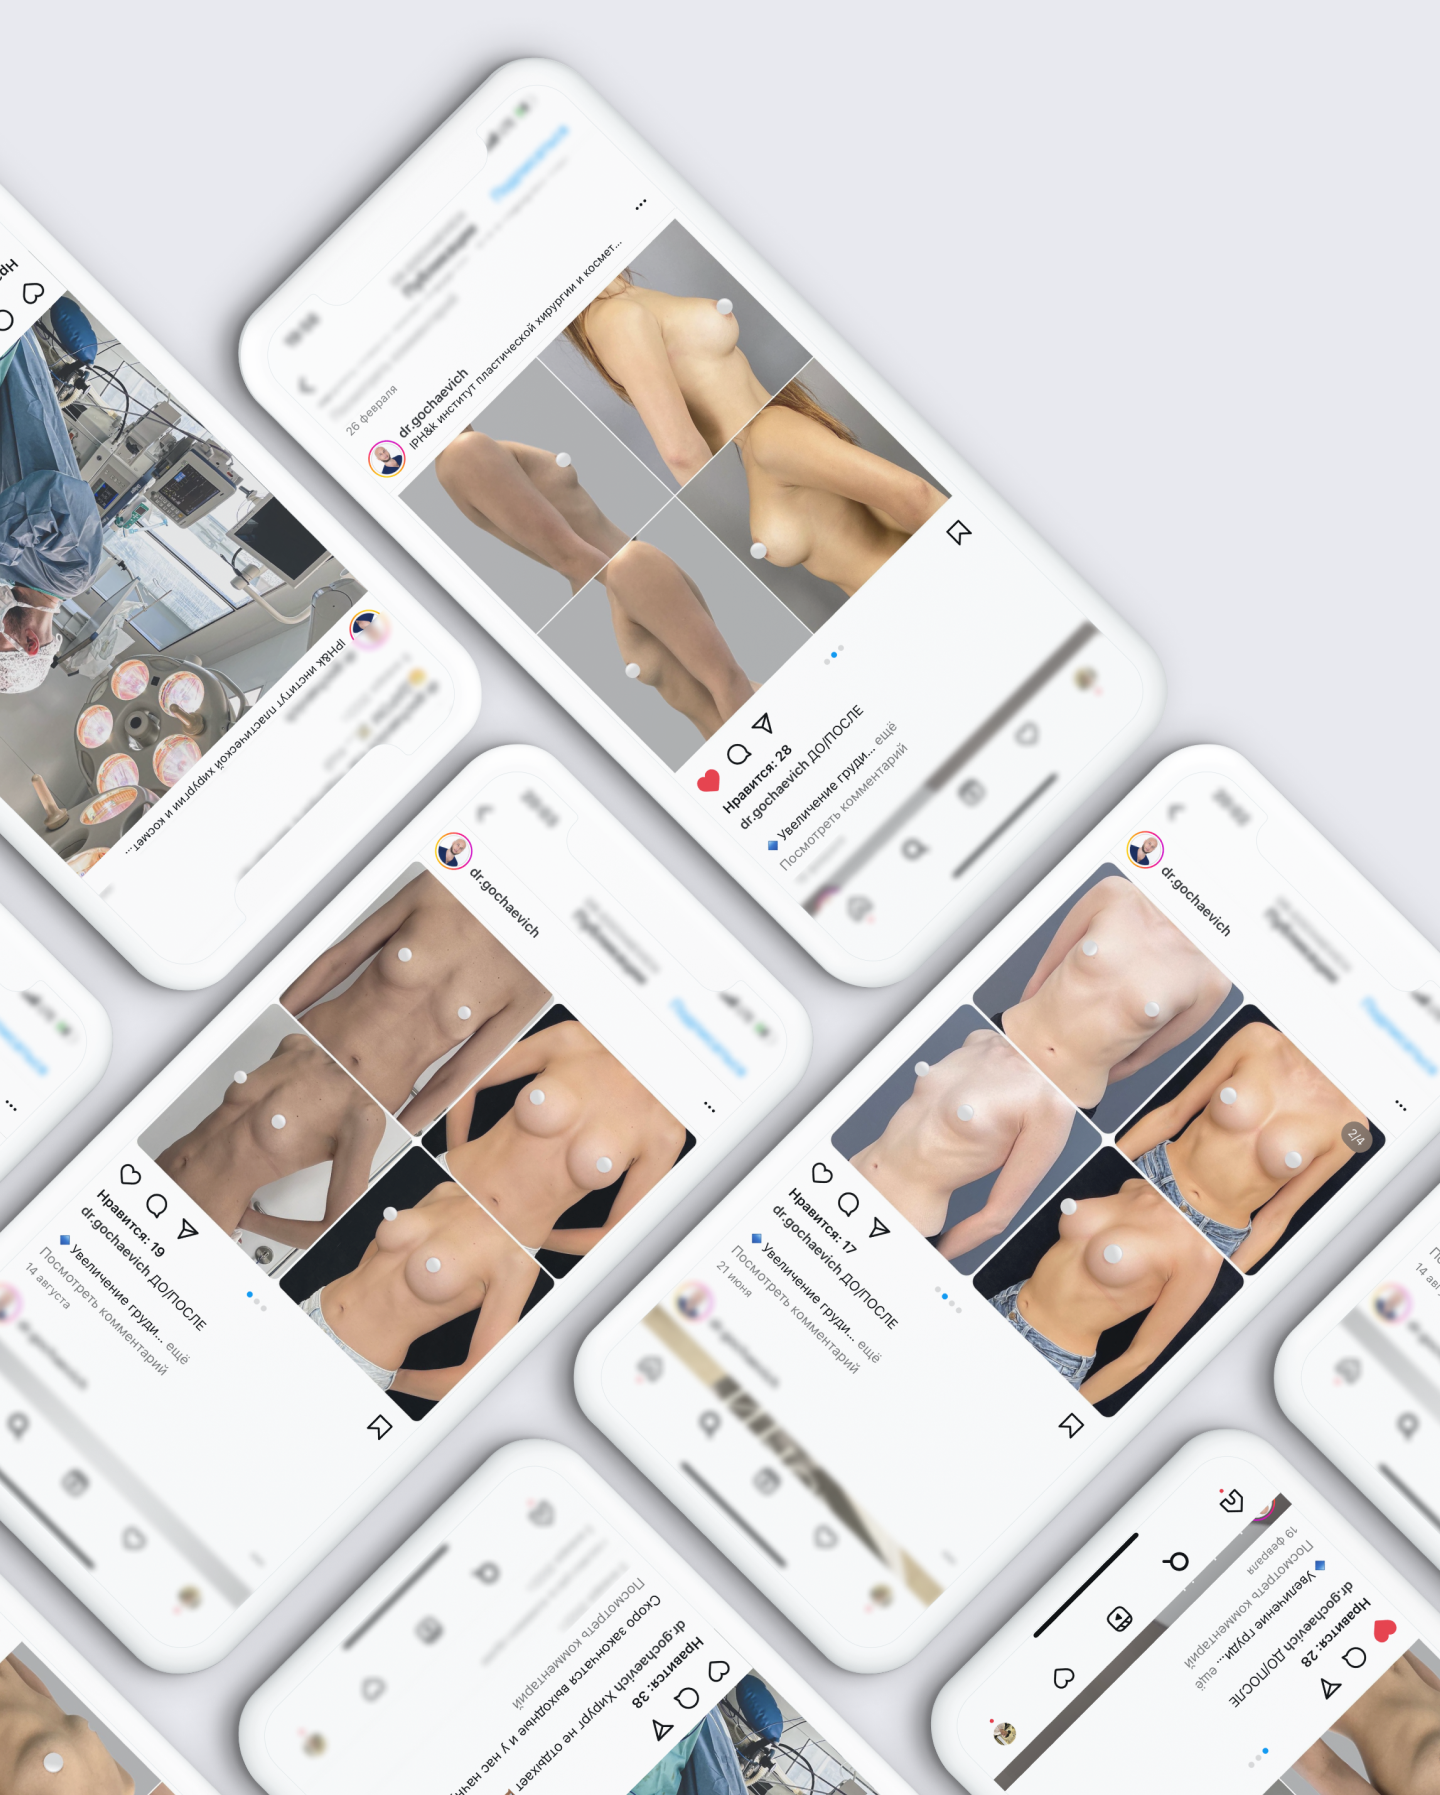 26 февраля
dr.gochaevich
IPH&k институт пластической хирургии и космет...
Нравится: 28
dr.gochaevich ДО/ПОСЛЕ
Увеличение груди... ещё
Посмотреть комментарий
IPH&k институт пластической хирургии и космет...
dr.gochaevich
Нравится: 19
dr.gochaevich ДО/ПОСЛЕ
Увеличение груди... ещё
Посмотреть комментарий
14 августа
dr.gochaevich
2/4
Нравится: 17
dr.gochaevich ДО/ПОСЛЕ
Увеличение груди... ещё
Посмотреть комментарий
21 июня
Нравится: 38
dr.gochaevich Хирург не отдыхает
Скоро закончатся выходные и у нас
Посмотреть комментарий
Нравится: 28
dr.gochaevich ДО/ПОСЛЕ
Увеличение груди... ещё
Посмотреть комментарий
19 февраля